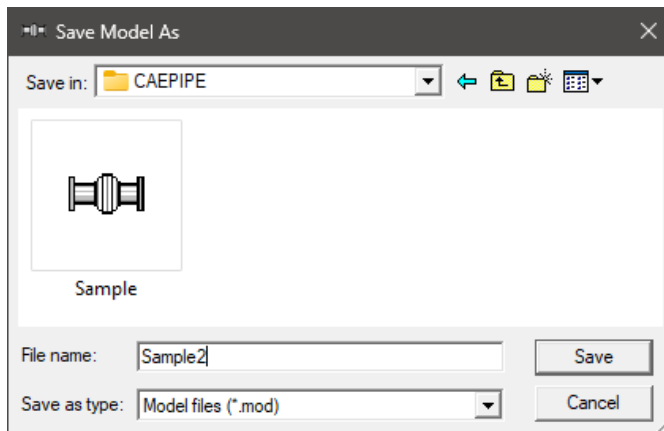 Save Model As
Save in: CAEPIPE
Sample
File name: Sample2
Save
Save as type: Model files (*.mod)
Cancel